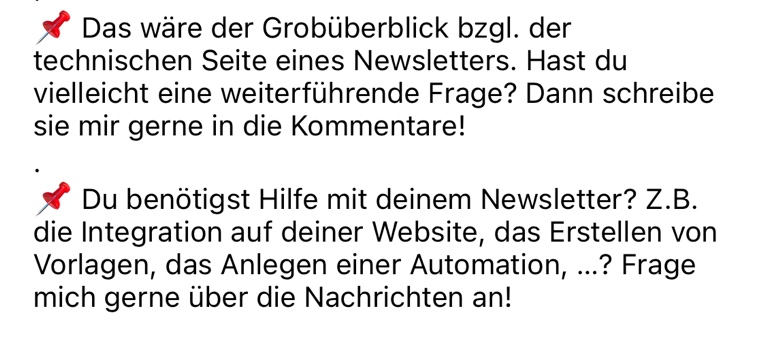 📌 Das wäre der Grobüberblick bzgl. der
technischen Seite eines Newsletters. Hast du
vielleicht eine weiterführende Frage? Dann schreibe
sie mir gerne in die Kommentare!
.
📌 Du benötigst Hilfe mit deinem Newsletter? Z.B.
die Integration auf deiner Website, das Erstellen von
Vorlagen, das Anlegen einer Automation, ...? Frage
mich gerne über die Nachrichten an!